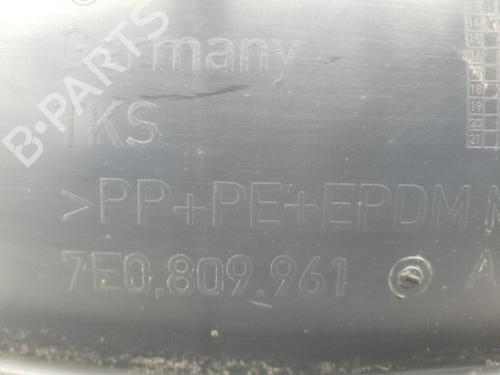 Germany
IKS
>PP+PE+EPDM
7E0.809.961 A
B-PARTS